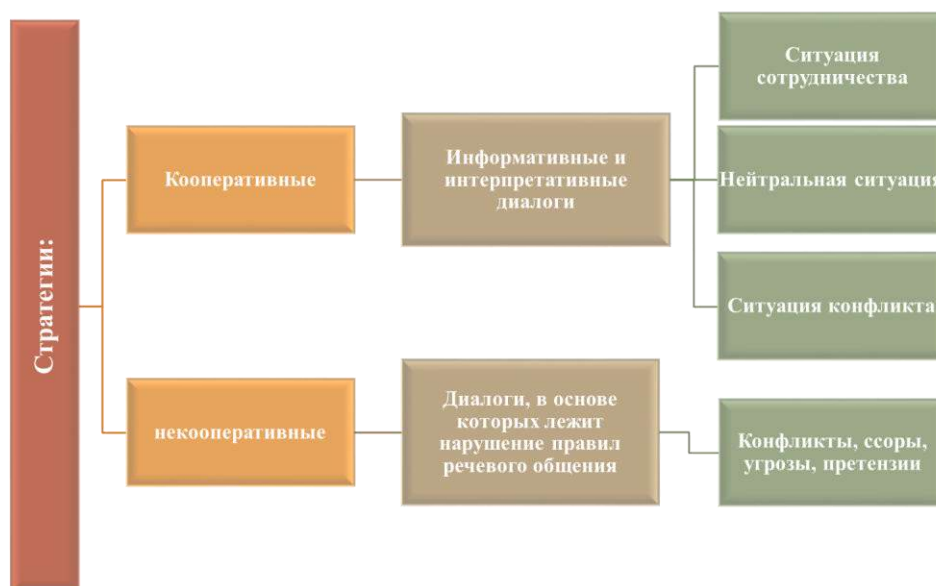 Стратегии:
Кооперативные
Информативные и
интерпретативные
диалоги
Ситуация
сотрудничества
Нейтральная ситуация
Ситуация конфликта
некооперативные
Диалоги, в основе
которых лежит
нарушение правил
речевого общения
Конфликты, ссоры,
угрозы, претензии